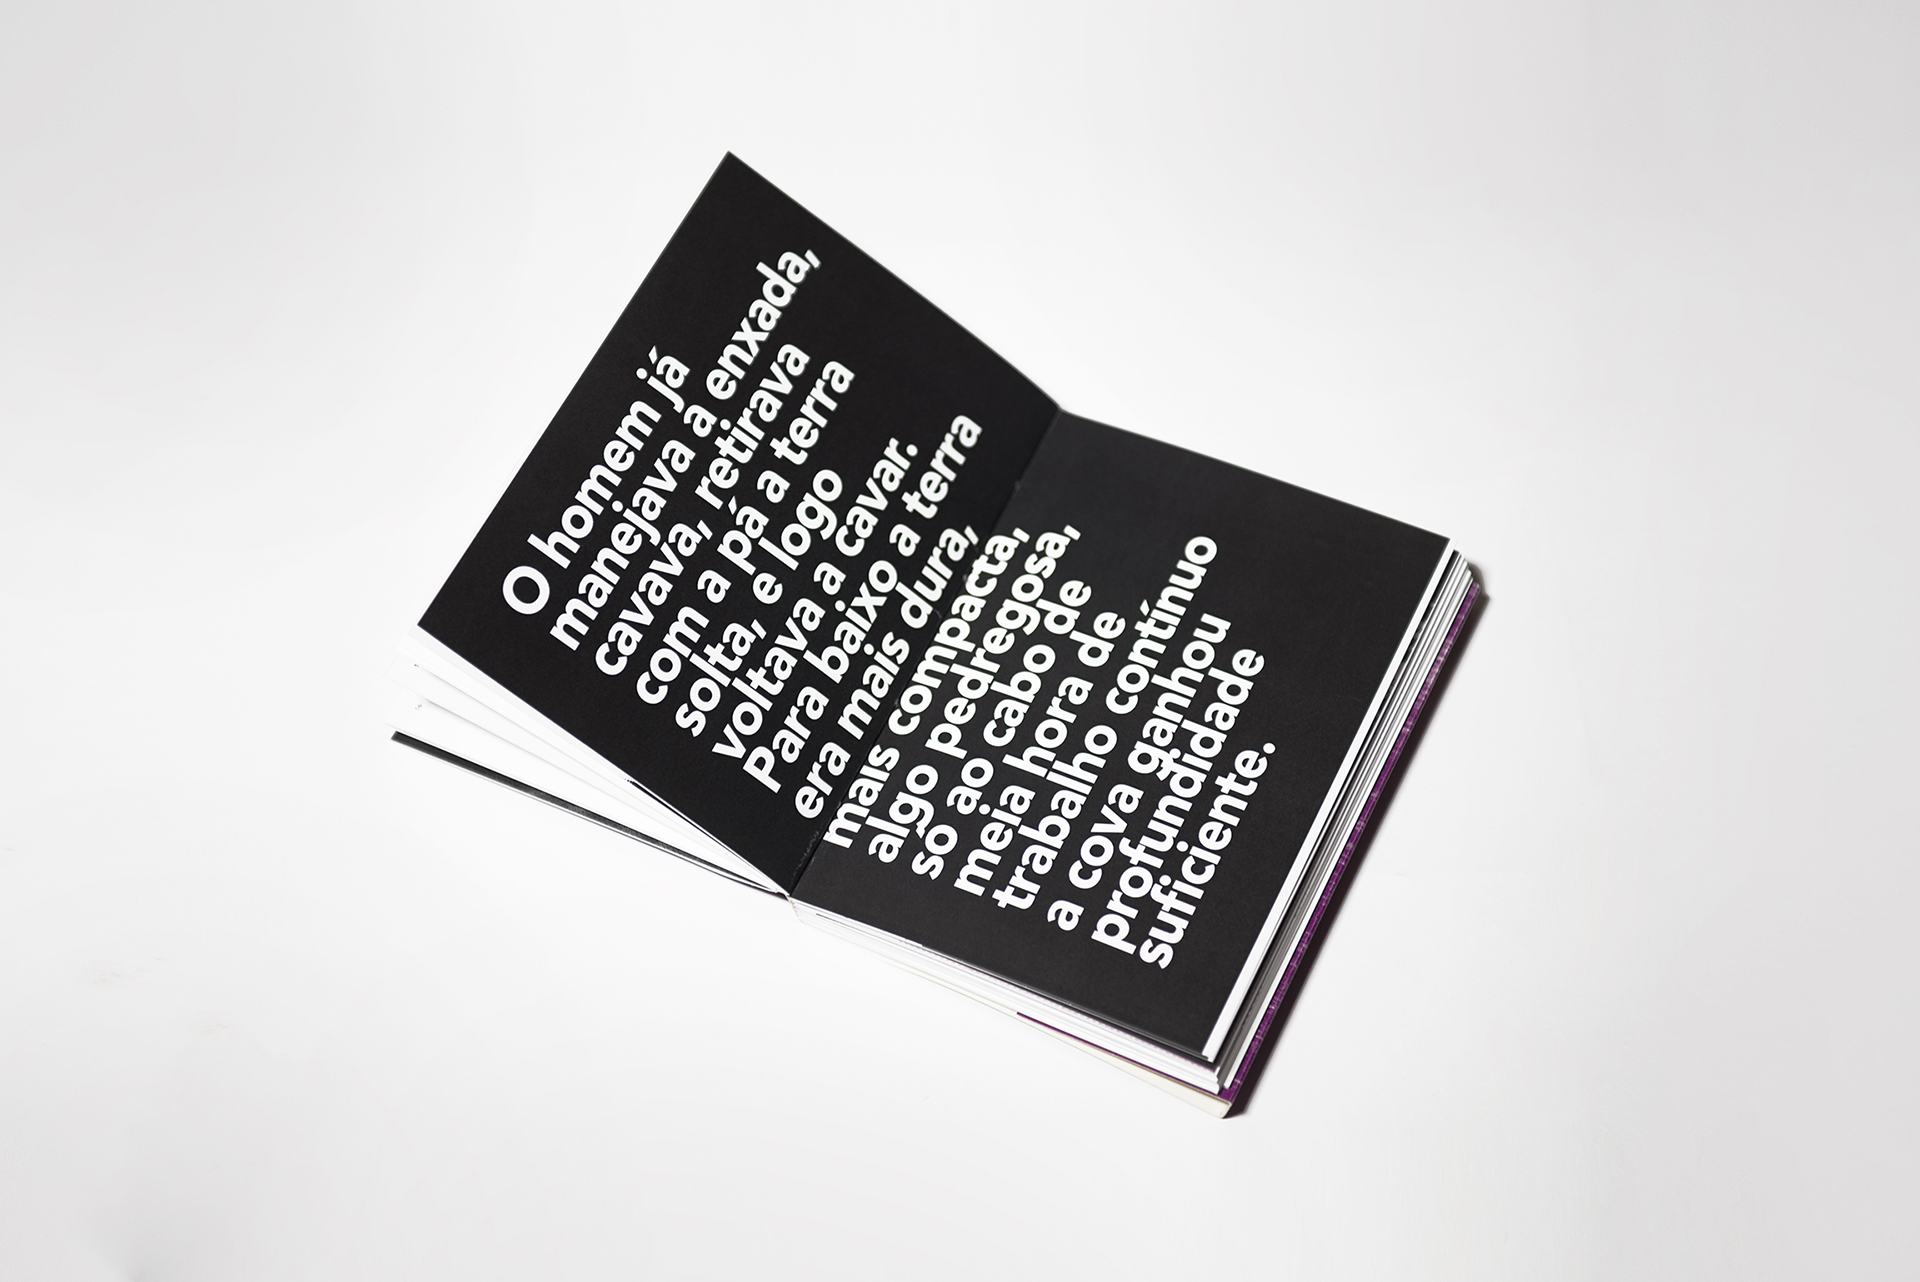 O homem já
manejava a enxada,
cavava, retirava
com a pá a terra
solta, e logo
voltava a cavar.
Para baixo a terra
era mais dura,
mais compacta,
algo pedregosa,
só ao cabo de
meia hora de
trabalho contínuo
a cova ganhou
profundidade
suficiente.